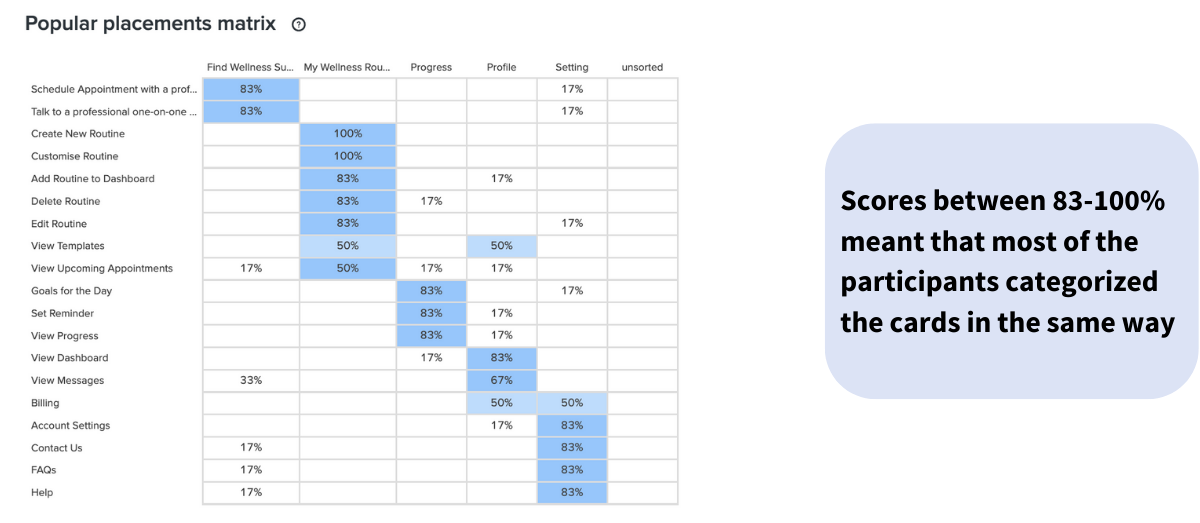 Popular placements matrix ?
Find Wellness Su... My Wellness Rou... Progress Profile Setting unsorted
Schedule Appointment with a prof... 83% 17%
Talk to a professional one-on-one ... 83% 17%
Create New Routine 100%
Customise Routine 100%
Add Routine to Dashboard 83% 17%
Delete Routine 83% 17%
Edit Routine 83% 17%
View Templates 50% 50%
View Upcoming Appointments 17% 50% 17% 17%
Goals for the Day 83% 17%
Set Reminder 83% 17%
View Progress 83% 17%
View Dashboard 17% 83%
View Messages 33% 67%
Billing 50% 50%
Account Settings 17% 83%
Contact Us 17% 83%
FAQs 17% 83%
Help 17% 83%
Scores between 83-100%
meant that most of the
participants categorized
the cards in the same way